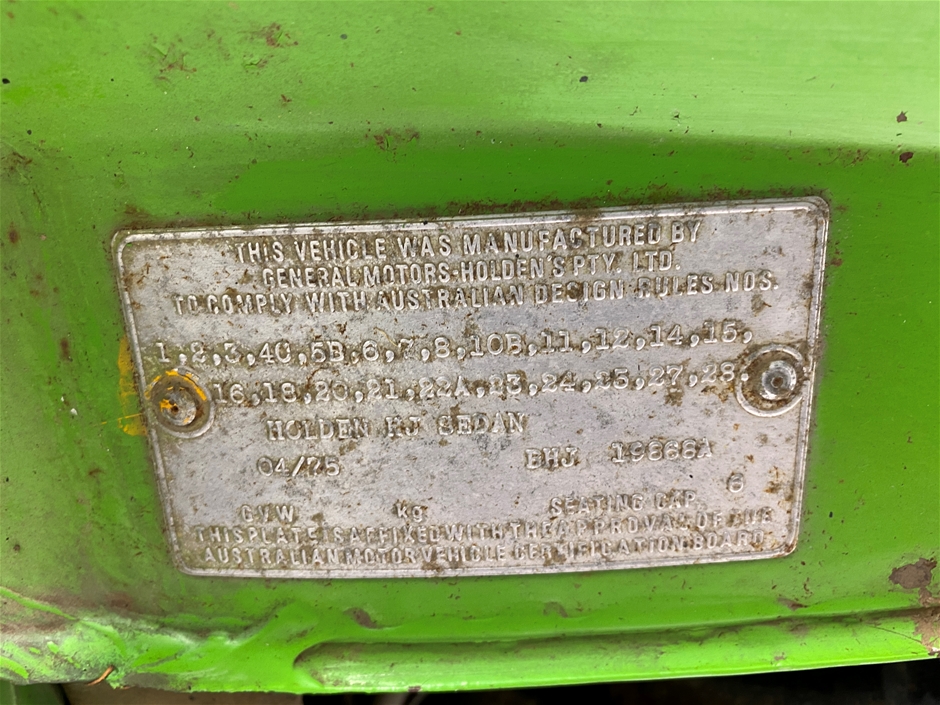 THIS VEHICLE WAS MANUFACTURED BY
GENERAL MOTORS-HOLDEN'S PTY. LTD.
TO COMPLY WITH AUSTRALIAN DESIGN RULES NOS.
1,2,3,4C,5B,6,7,8,10B,11,12,14,15,
16,18,20,21,22A,23,24,25,27,28,
HOLDEN HJ SEDAN
04/75 BHJ
6
G.V.W. Kg SEATING CAP.
THIS PLATE IS AFFIXED WITH THE APPROVAL OF THE
AUSTRALIAN MOTOR VEHICLE CERTIFICATION BOARD